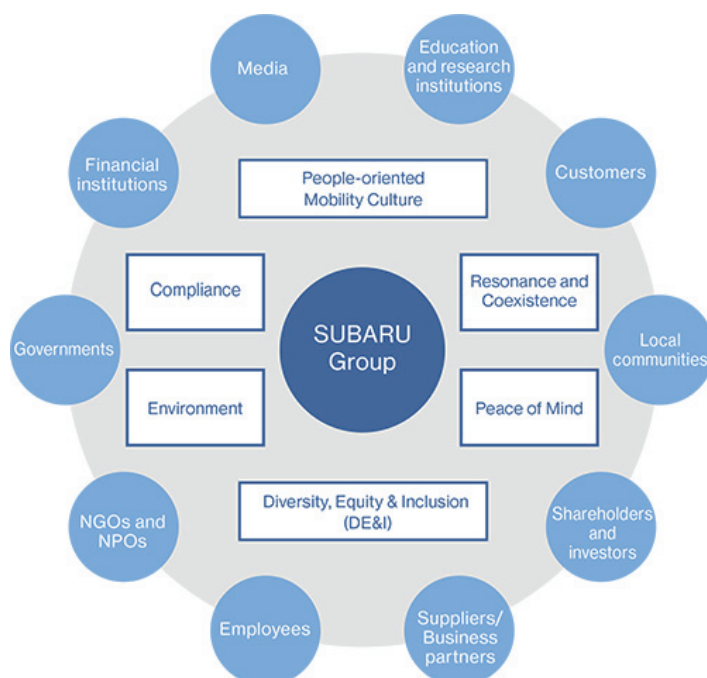 Media
Education
and research
institutions
Financial
institutions
Customers
People-oriented
Mobility Culture
Compliance
Resonance and
Coexistence
SUBARU
Group
Governments
Local
communities
Environment
Peace of Mind
Diversity, Equity & Inclusion
(DE&I)
NGOs and
NPOs
Shareholders
and
investors
Employees
Suppliers/
Business
partners